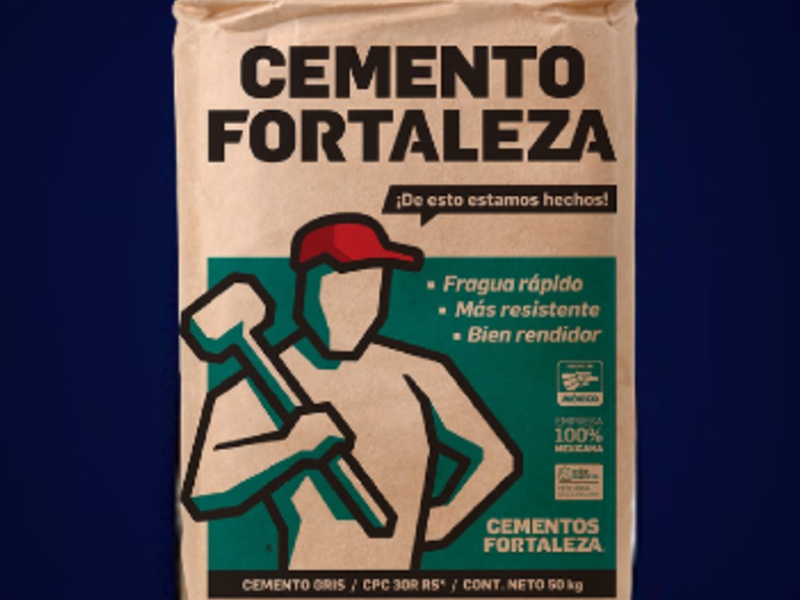 CEMENTO
FORTALEZA
¡De esto estamos hechos!
▪ Fragua rápido
▪ Más resistente
▪ Bien rendidor
MÉXICO
EMPRESA
100%
MEXICANA
CEMENTOS
FORTALEZA
CEMENTO GRIS / CPC 30R RS* / CONT. NETO 50 kg